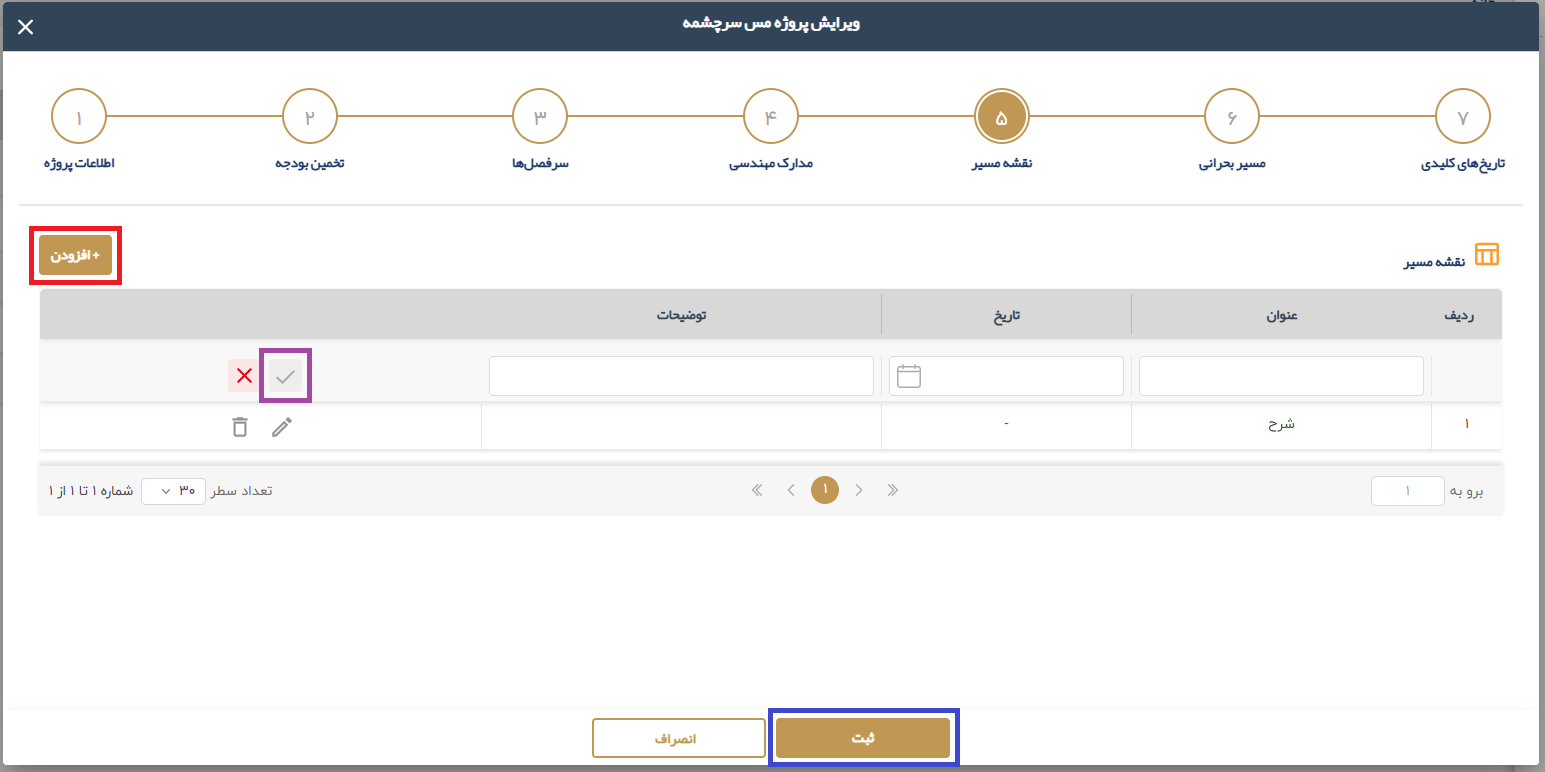 ویرایش پروژه مس سرچشمه
۷ ۶ ۵ ۴ ۳ ۲ ۱
تاریخ‌های کلیدی مسیر بحرانی نقشه مسیر مدارک مهندسی سرفصل‌ها تخمین بودجه اطلاعات پروژه
نقشه مسیر
+افزودن
ردیف عنوان تاریخ توضیحات
۱ شرح -
برو به ۱ ۱ تعداد سطر ۳۰ شماره ۱ تا ۱ از ۱
ثبت انصراف